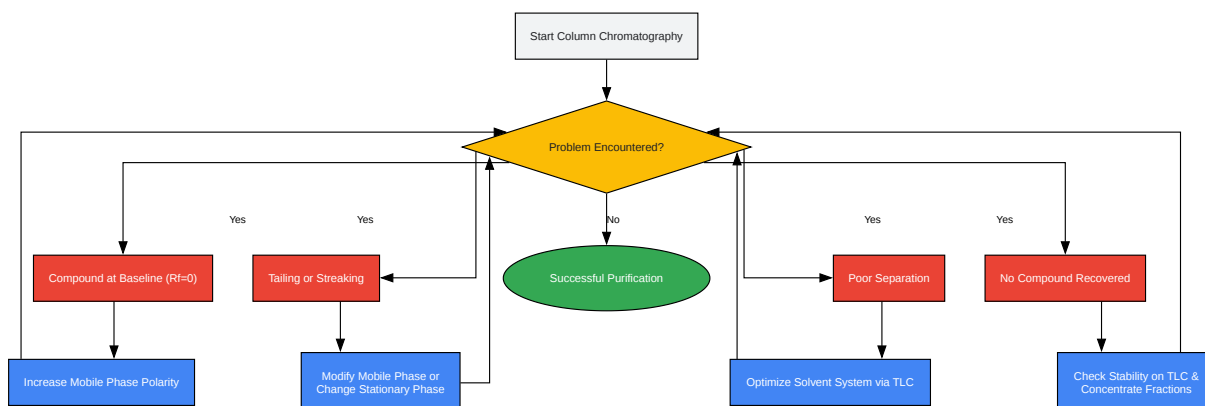 Start Column Chromatography
Problem Encountered?
Yes
Yes
No
Yes
Yes
Compound at Baseline (Rf=0)
Tailing or Streaking
Successful Purification
Poor Separation
No Compound Recovered
Increase Mobile Phase Polarity
Modify Mobile Phase or
Change Stationary Phase
Optimize Solvent System via TLC
Check Stability on TLC &
Concentrate Fractions